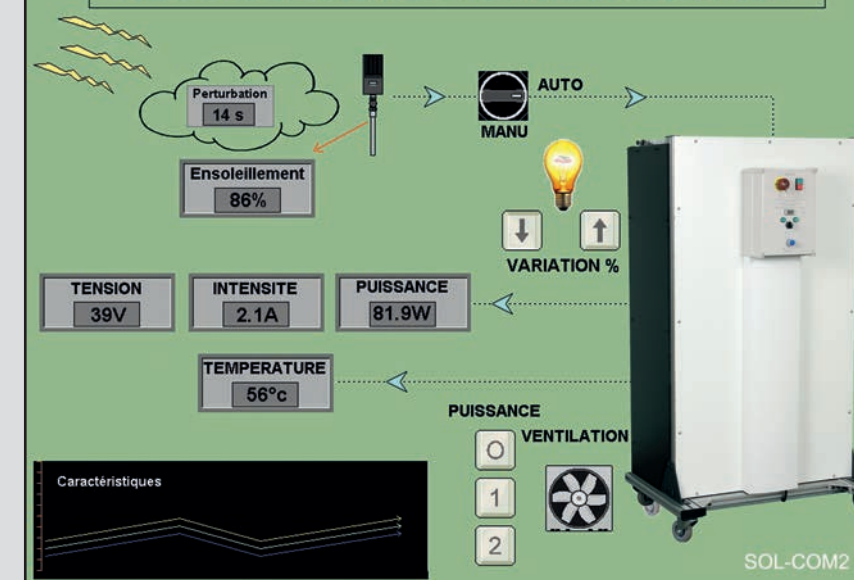 Perturbation
14 s
AUTO
MANU
Ensoleillement
86%
VARIATION %
TENSION
39V
INTENSITE
2.1A
PUISSANCE
81.9W
TEMPERATURE
56°c
PUISSANCE
VENTILATION
O
1
2
Caractéristiques
SOL-COM2